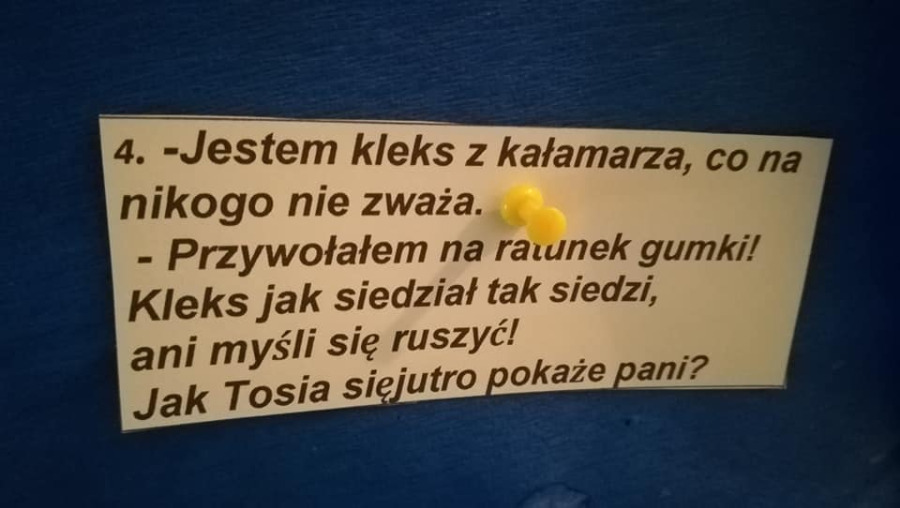 4. -Jestem kleks z kałamarza, co na
nikogo nie zważa.
- Przywołałem na ratunek gumki!
Kleks jak siedział tak siedzi,
ani myśli się ruszyć!
Jak Tosia sięjutro pokaże pani?